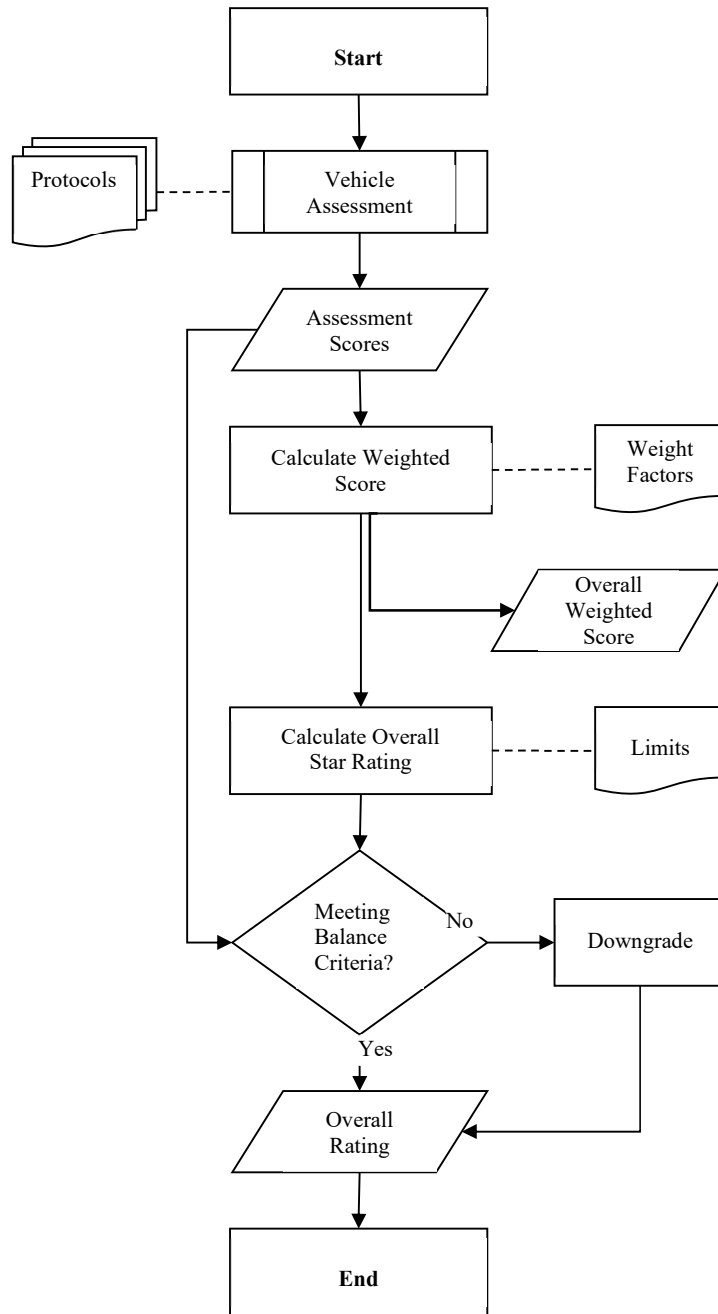 Start
Protocols
Vehicle
Assessment
Assessment
Scores
Calculate Weighted
Score
Weight
Factors
Overall
Weighted
Score
Calculate Overall
Star Rating
Limits
Meeting
Balance
Criteria?
No
Downgrade
Yes
Overall
Rating
End